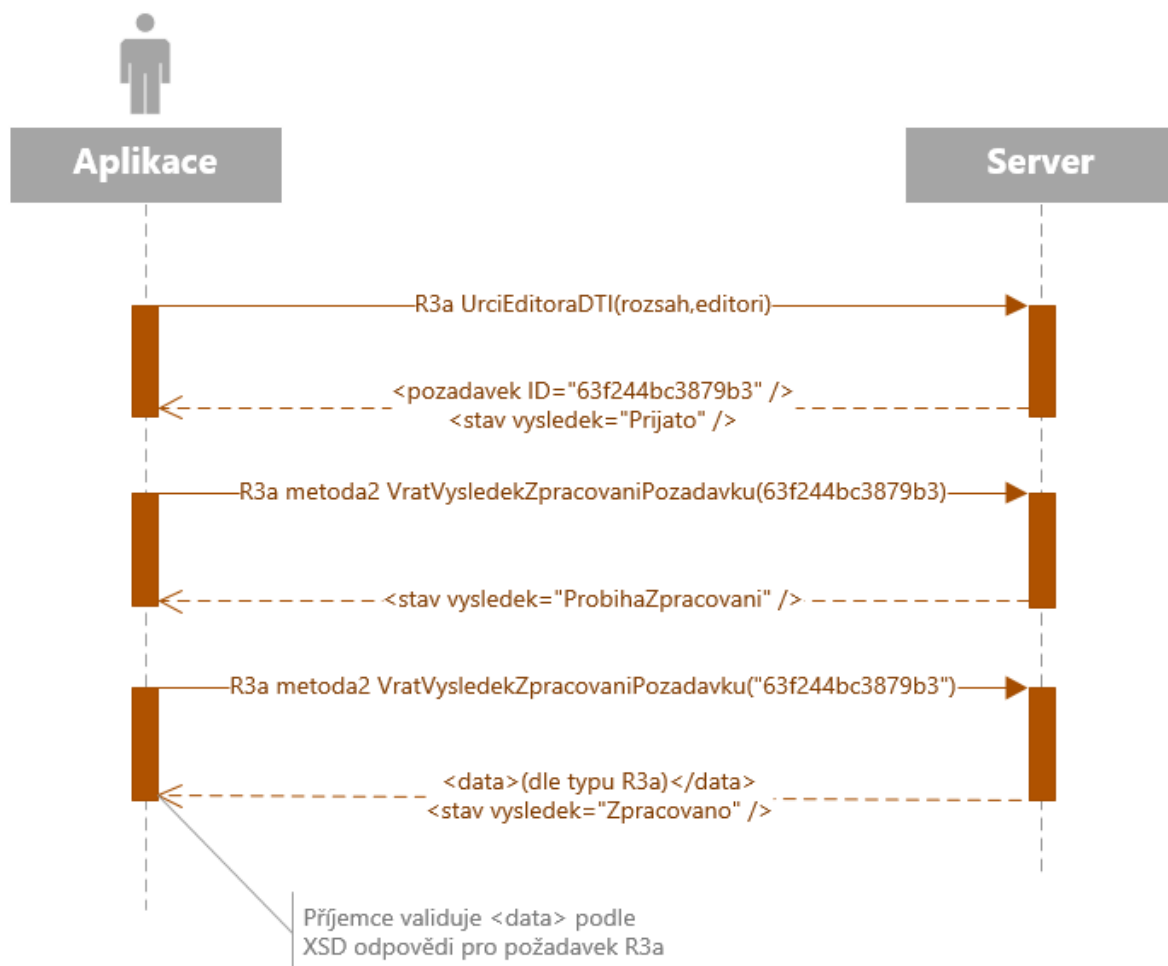 Aplikace
Server
R3a UrciEditoraDTI(rozsah,editori)
<pozadavek ID="63f244bc3879b3" />
<stav vysledek="Prijato" />
R3a metoda2 VratVysledekZpracovaniPozadavku(63f244bc3879b3)
<stav vysledek="ProbihaZpracovani" />
R3a metoda2 VratVysledekZpracovaniPozadavku("63f244bc3879b3")
<data>(dle typu R3a)</data>
<stav vysledek="Zpracovano" />
Příjemce validuje <data> podle
XSD odpovědi pro požadavek R3a